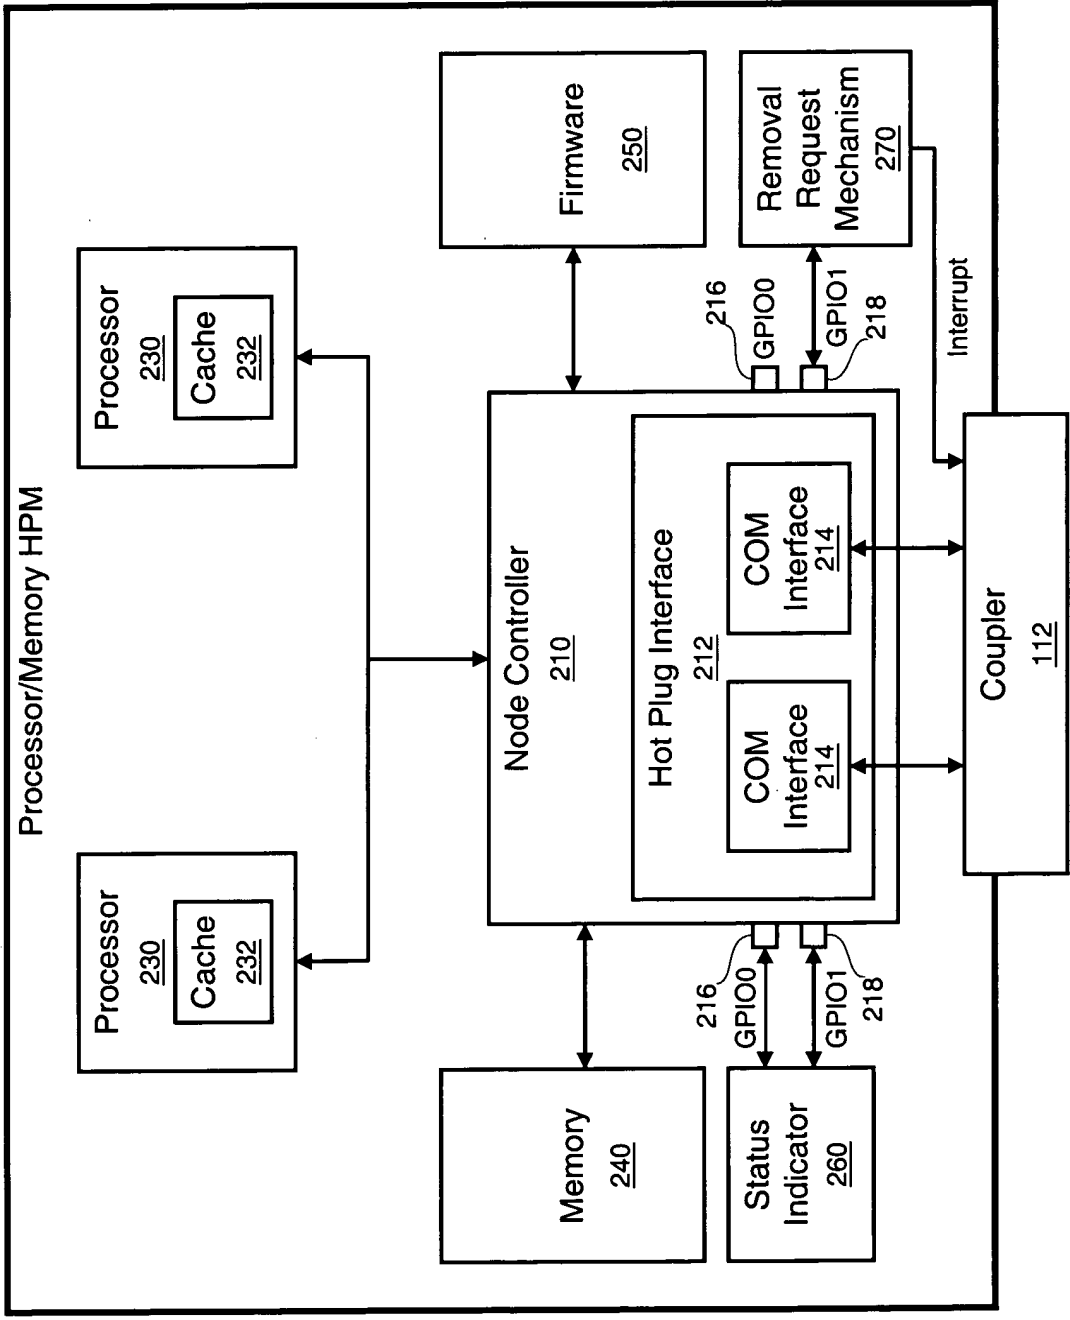 Processor/Memory HPM
Processor
230
Cache
232
Processor
230
Cache
232
Memory
240
Node Controller
210
Firmware
250
Hot Plug Interface
212
COM
Interface
214
COM
Interface
214
Status
Indicator
260
216
GPIO0
GPIO1
218
216
GPIO0
GPIO1
218
Removal
Request
Mechanism
270
Interrupt
Coupler
112